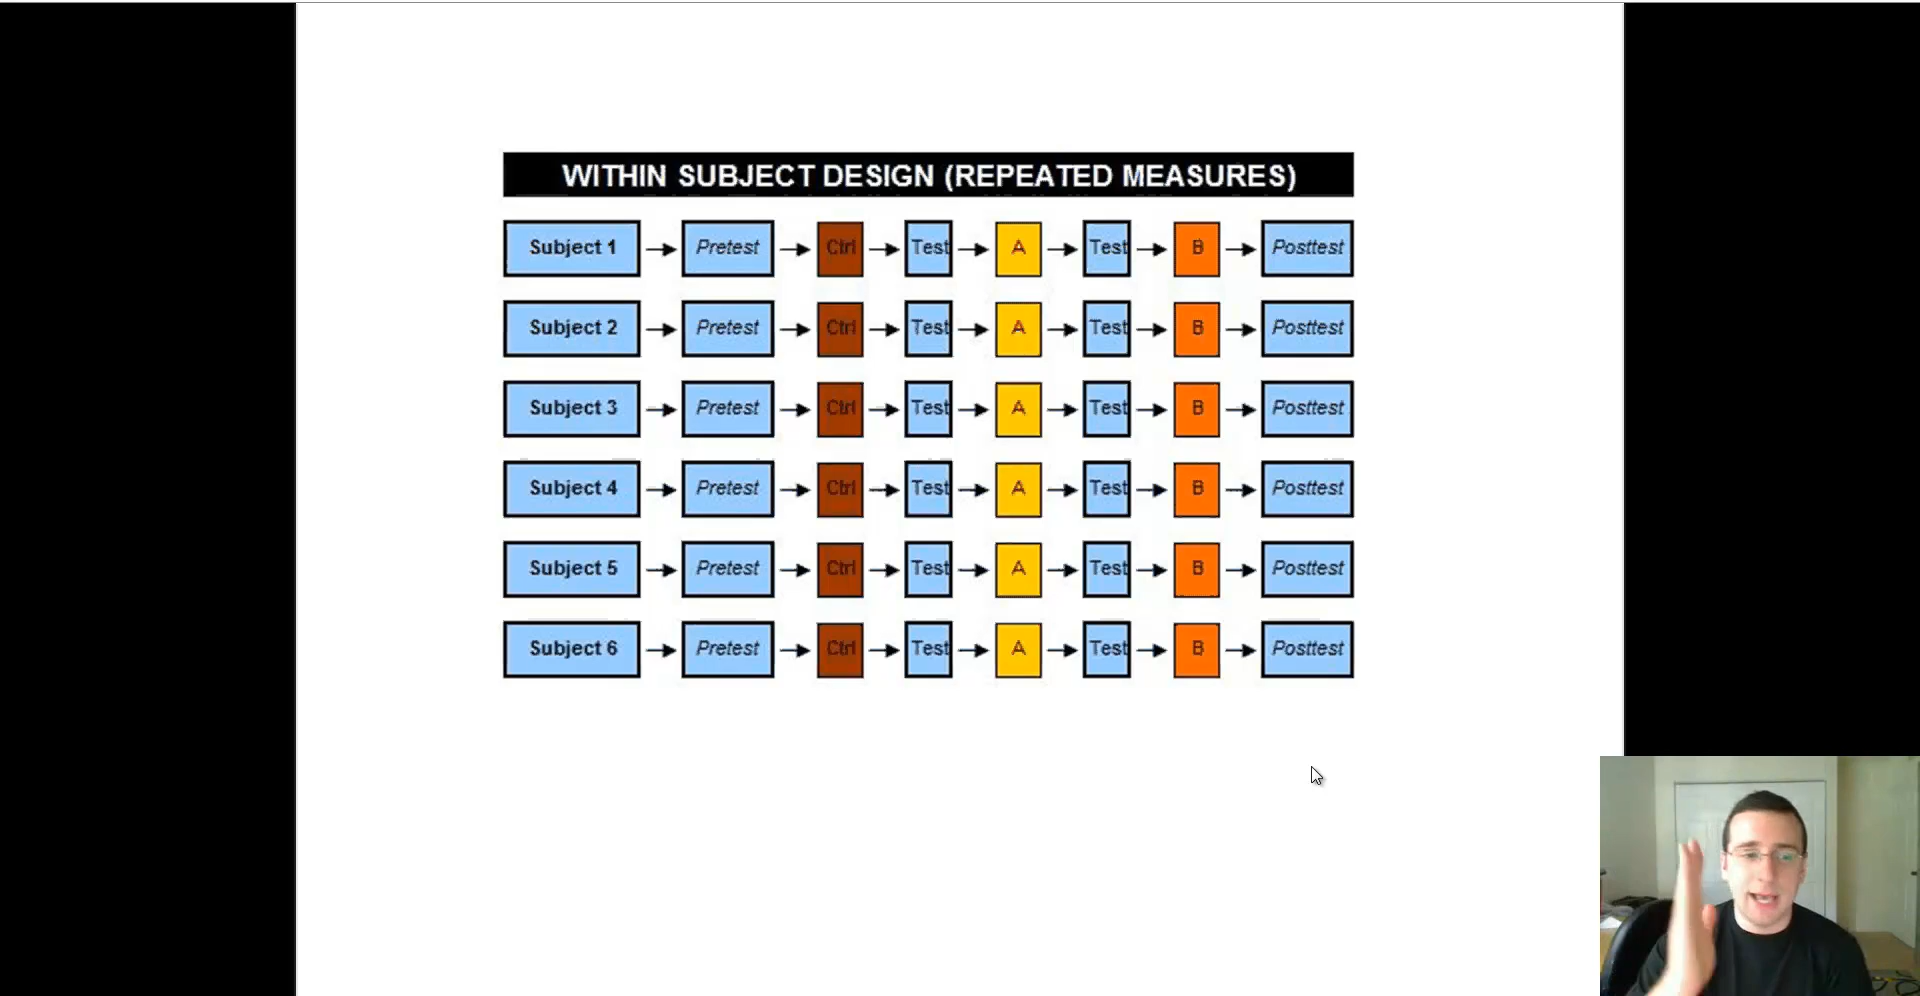 WITHIN SUBJECT DESIGN (REPEATED MEASURES)
Subject 1 Pretest Ctrl Test A Test B Posttest
Subject 2 Pretest Ctrl Test A Test B Posttest
Subject 3 Pretest Ctrl Test A Test B Posttest
Subject 4 Pretest Ctrl Test A Test B Posttest
Subject 5 Pretest Ctrl Test A Test B Posttest
Subject 6 Pretest Ctrl Test A Test B Posttest